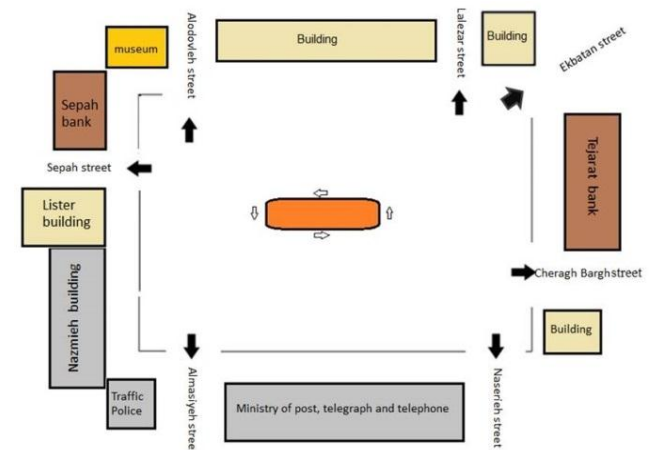 museum
Alodovleh street
Building
Lalezar street
Building
Ekbatan street
Sepah
bank
Sepah street
Tejarat bank
Lister
building
Nazmieh building
Cheragh Barghstreet
Building
Traffic
Police
Almasiyeh stree
Ministry of post, telegraph and telephone
Naserieh street